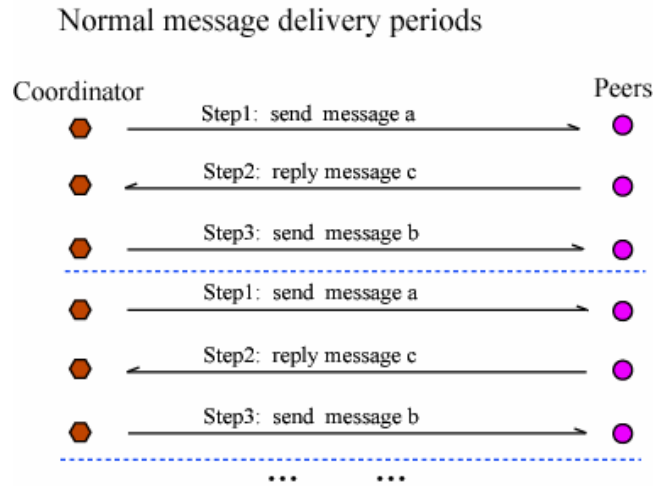 Normal message delivery periods
Coordinator
Peers
Step1: send message a
Step2: reply message c
Step3: send message b
Step1: send message a
Step2: reply message c
Step3: send message b
... ...